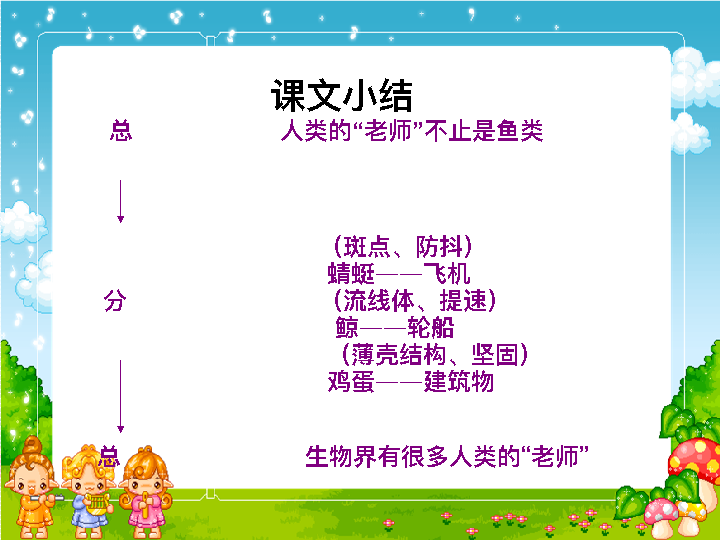 课文小结
总 人类的“老师”不止是鱼类
（斑点、防抖）
蜻蜓——飞机
分 （流线体、提速）
鲸——轮船
（薄壳结构、坚固）
鸡蛋——建筑物
总 生物界有很多人类的“老师”